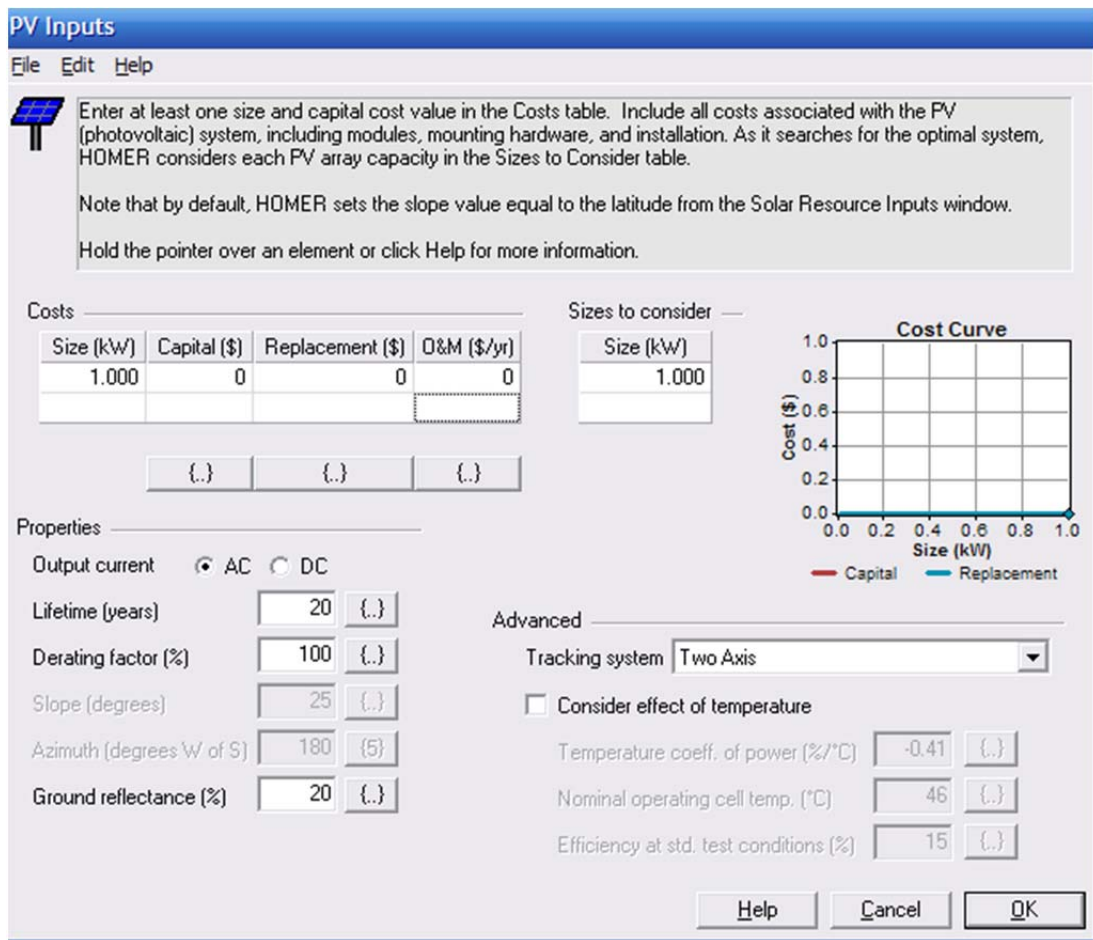 PV Inputs
File Edit Help
Enter at least one size and capital cost value in the Costs table. Include all costs associated with the PV
(photovoltaic) system, including modules, mounting hardware, and installation. As it searches for the optimal system,
HOMER considers each PV array capacity in the Sizes to Consider table.
Note that by default, HOMER sets the slope value equal to the latitude from the Solar Resource Inputs window.
Hold the pointer over an element or click Help for more information.
Costs
Size (kW) Capital ($) Replacement ($) O&M ($/yr)
1.000 0 0 0
{..} {..} {..}
Sizes to consider
Size (kW)
1.000
Cost Curve
Cost ($)
1.0
0.8
0.6
0.4
0.2
0.0
0.0 0.2 0.4 0.6 0.8 1.0
Size (kW)
Capital Replacement
Properties
Output current AC DC
Lifetime (years) 20 {..}
Derating factor (%) 100 {..}
Slope (degrees) 25 {..}
Azimuth (degrees W of S) 180 {5}
Ground reflectance (%) 20 {..}
Advanced
Tracking system Two Axis
Consider effect of temperature
Temperature coeff. of power (%/°C) -0.41 {..}
Nominal operating cell temp. (°C) 46 {..}
Efficiency at std. test conditions (%) 15 {..}
Help Cancel OK